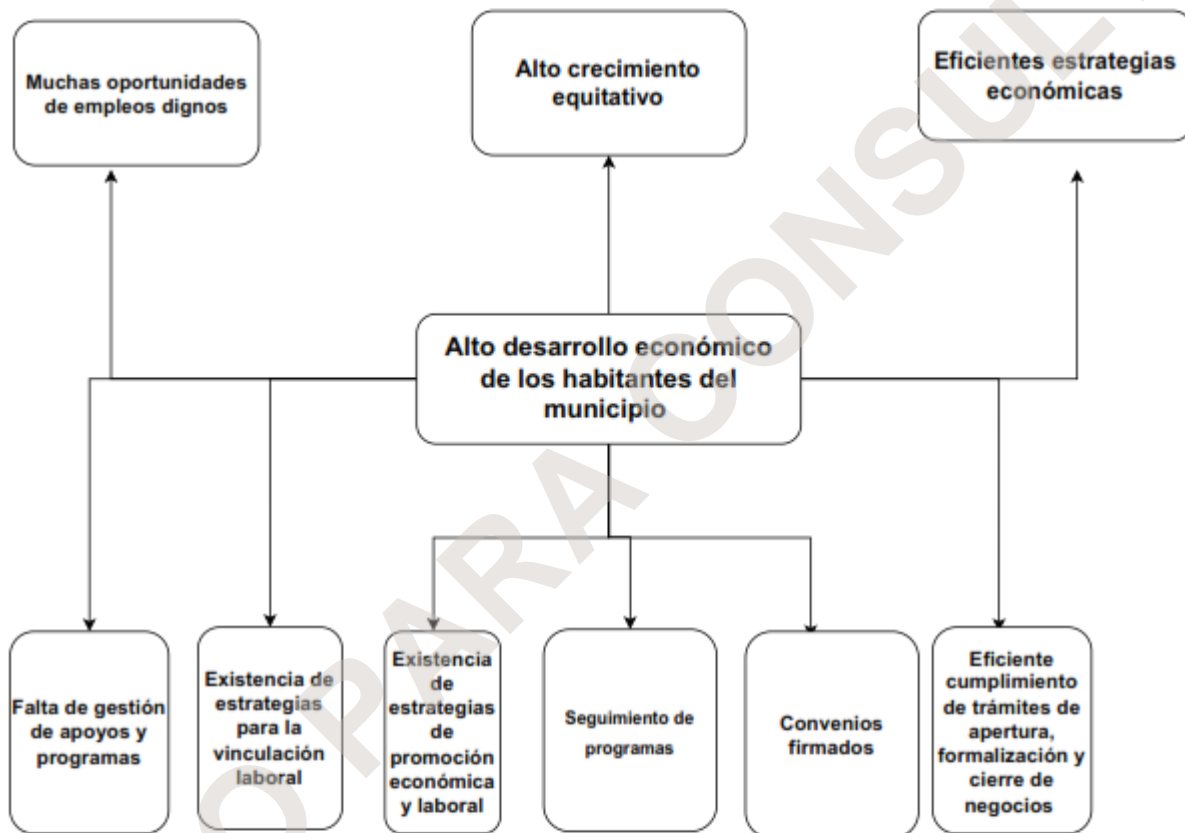 Muchas oportunidades
de empleos dignos
Alto crecimiento
equitativo
Eficientes estrategias
económicas
Alto desarrollo económico
de los habitantes del
municipio
Falta de gestión
de apoyos y
programas
Existencia de
estrategias
para la
vinculación
laboral
Existencia
de
estrategias
de
promoción
económica
y laboral
Seguimiento de
programas
Convenios
firmados
Eficiente
cumplimiento
de trámites de
apertura,
formalización y
cierre de
negocios
O PARA CONSUL